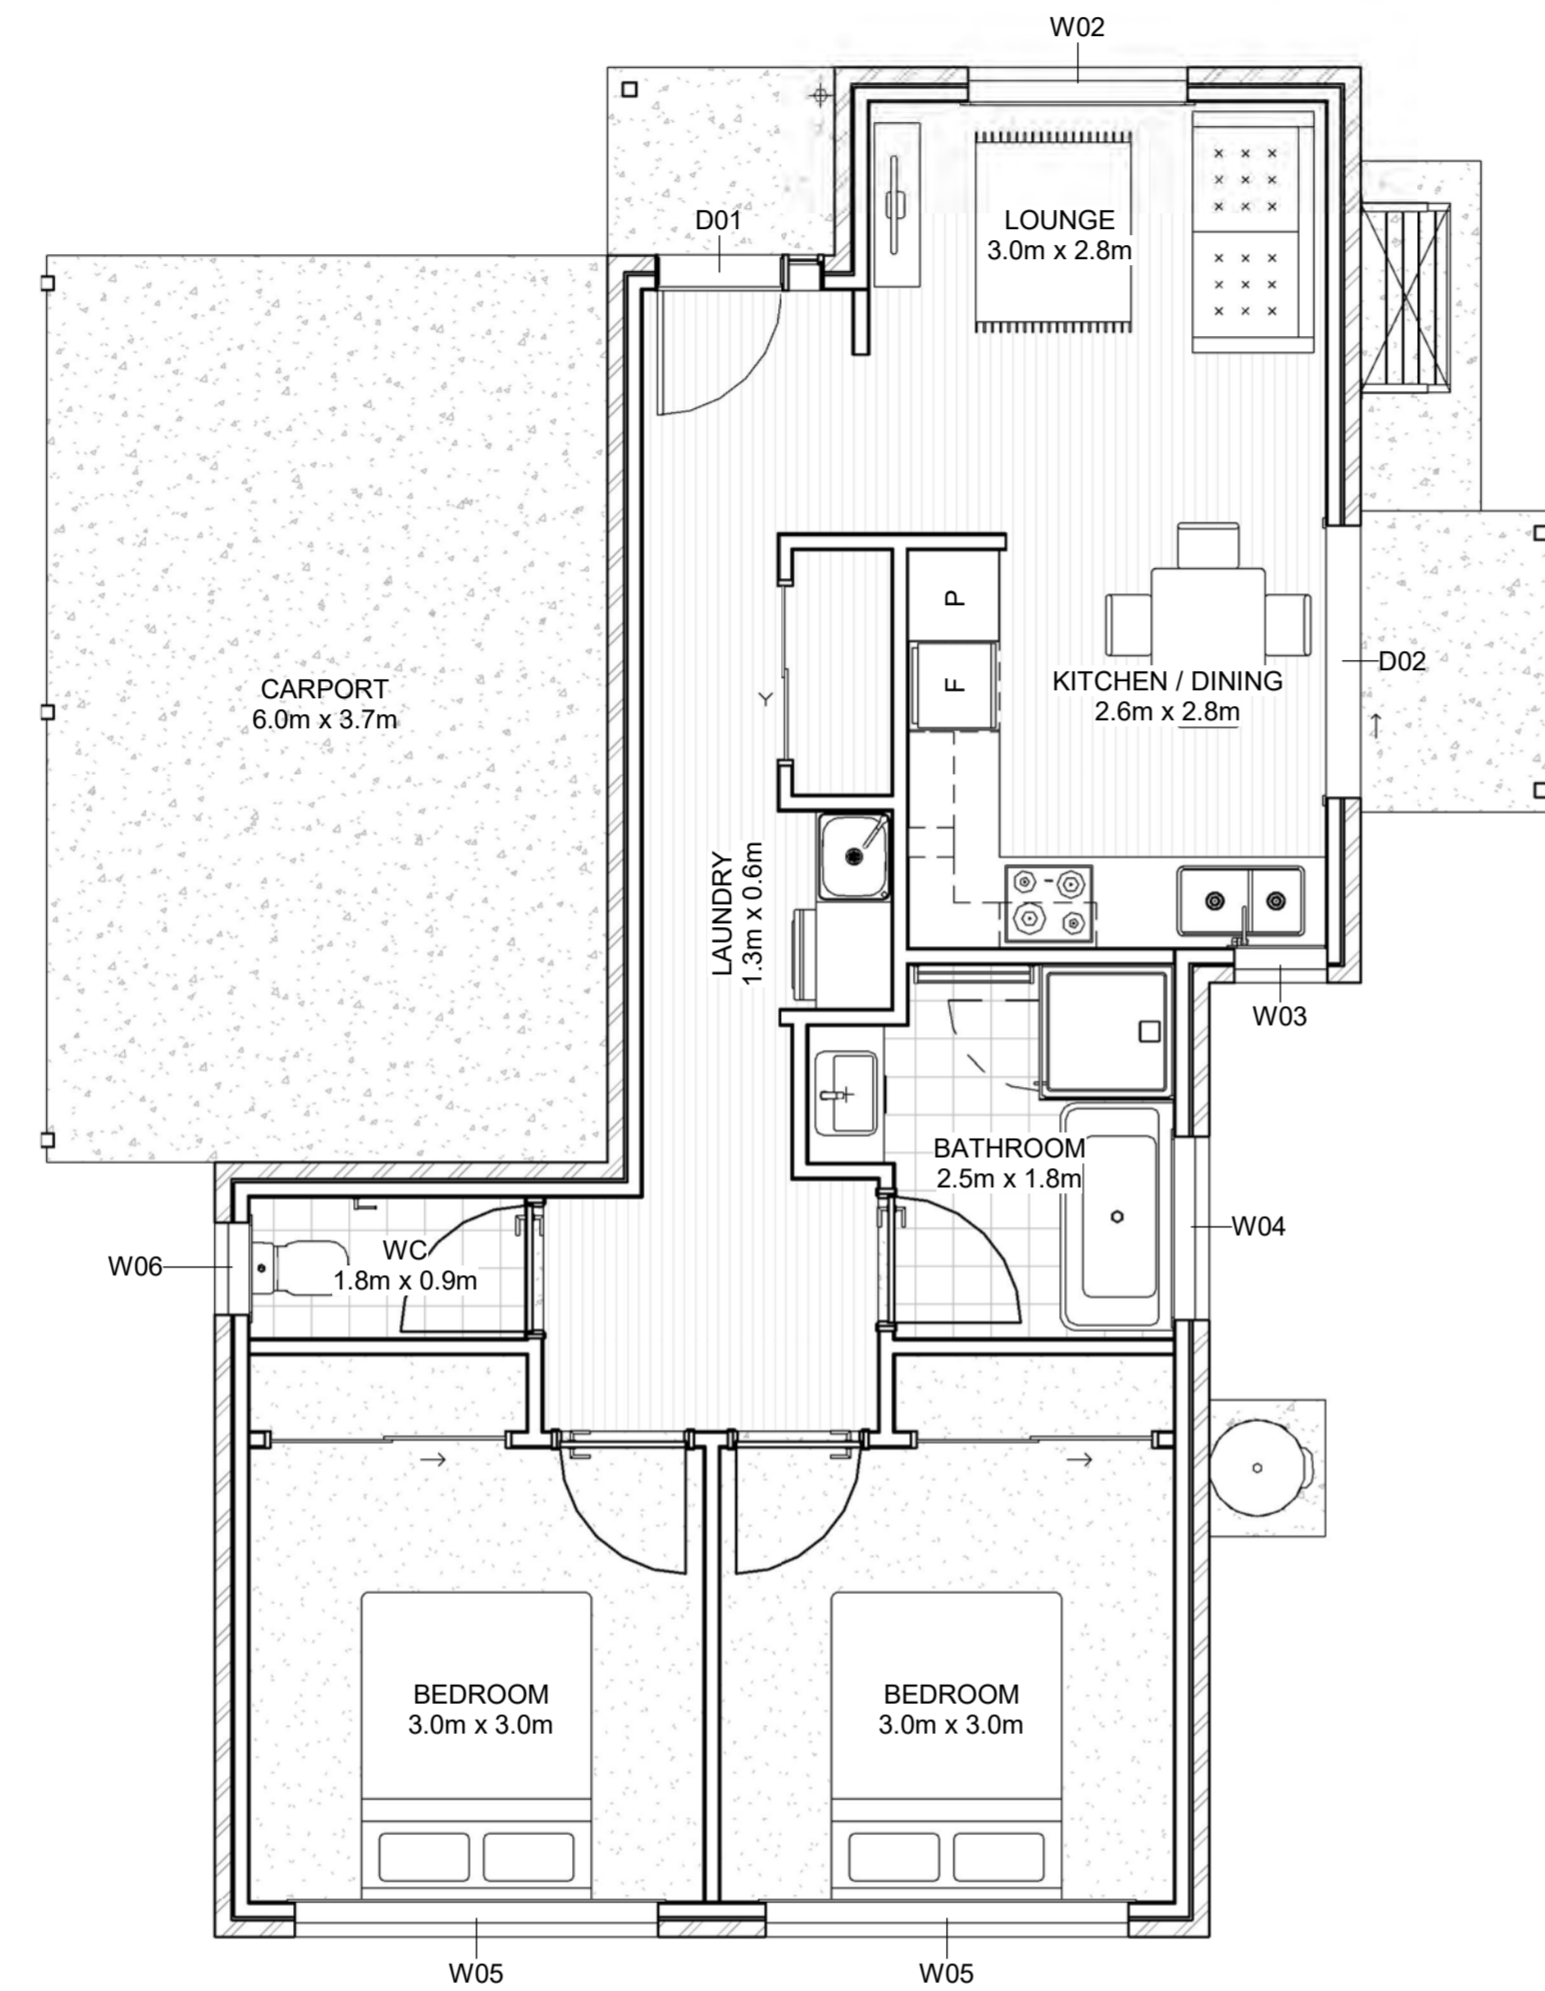 W02
D01
LOUNGE
3.0m x 2.8m
P
F
KITCHEN / DINING
2.6m x 2.8m
D02
CARPORT
6.0m x 3.7m
LAUNDRY
1.3m x 0.6m
W03
BATHROOM
2.5m x 1.8m
W04
W06
WC
1.8m x 0.9m
BEDROOM
3.0m x 3.0m
BEDROOM
3.0m x 3.0m
W05
W05